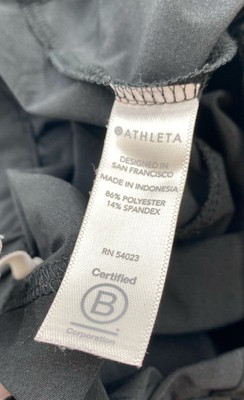 ATHLETA
DESIGNED IN
SAN FRANCISCO
MADE IN INDONESIA
86% POLYESTER
14% SPANDEX
RN 54023
Certified
B
Corporation